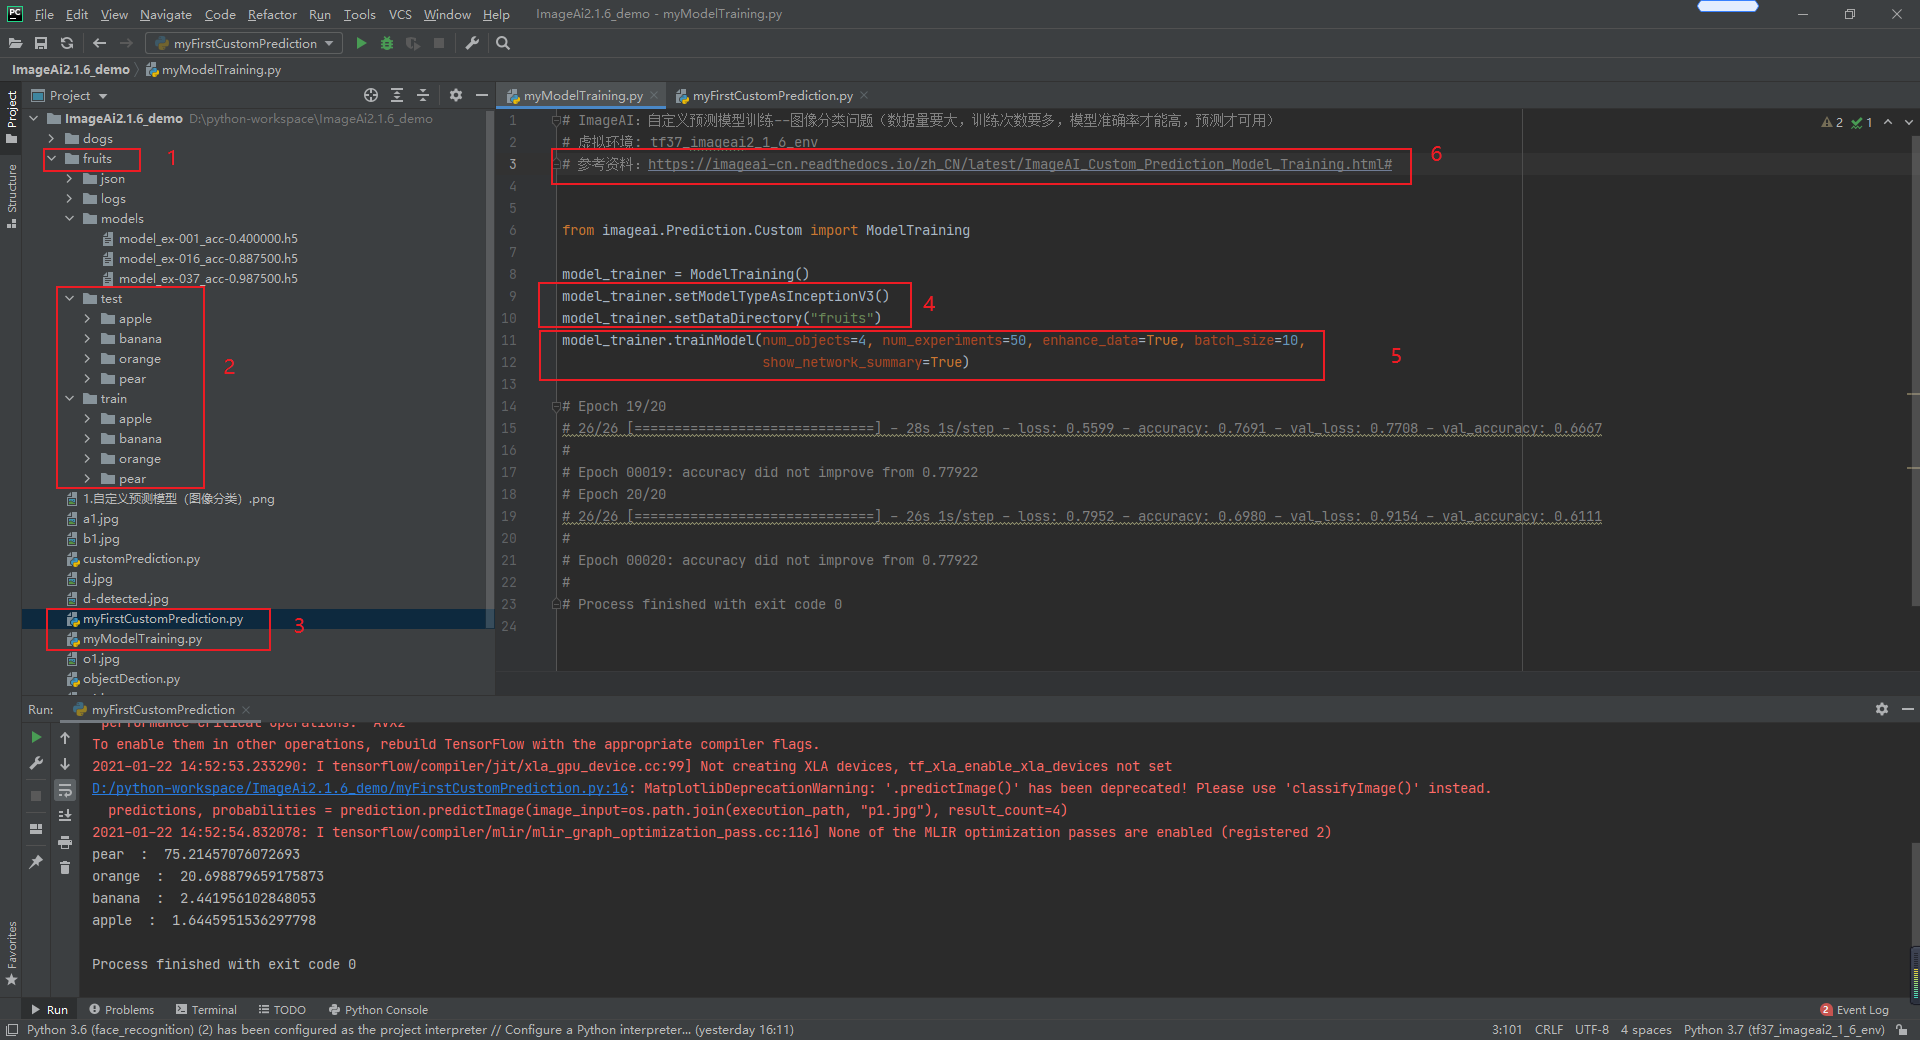 PC File Edit View Navigate Code Refactor Run Tools VCS Window Help ImageAi2.1.6_demo - myModelTraining.py
myFirstCustomPrediction
ImageAi2.1.6_demo myModelTraining.py
Project
Structure
Favorites
Project
ImageAi2.1.6_demo D:\python-workspace\ImageAi2.1.6_demo
dogs
fruits 1
json
logs
models
model_ex-001_acc-0.400000.h5
model_ex-016_acc-0.887500.h5
model_ex-037_acc-0.987500.h5
test
apple
banana
orange
2
pear
train
apple
banana
orange
pear
1.自定义预测模型（图像分类）.png
a1.jpg
b1.jpg
customPrediction.py
d.jpg
d-detected.jpg
myFirstCustomPrediction.py
3
myModelTraining.py
o1.jpg
objectDection.py
myModelTraining.py myFirstCustomPrediction.py
2 1
1 # ImageAI：自定义预测模型训练--图像分类问题（数据量要大，训练次数要多，模型准确率才能高，预测才可用）
2 # 虚拟环境：tf37_imageai2_1_6_env
3 # 参考资料：https://imageai-cn.readthedocs.io/zh_CN/latest/ImageAI_Custom_Prediction_Model_Training.html# 6
4
5
6 from imageai.Prediction.Custom import ModelTraining
7
8 model_trainer = ModelTraining()
9 model_trainer.setModelTypeAsInceptionV3() 4
10 model_trainer.setDataDirectory("fruits")
11 model_trainer.trainModel(num_objects=4, num_experiments=50, enhance_data=True, batch_size=10, 5
12 show_network_summary=True)
13
14 # Epoch 19/20
15 # 26/26 [==============================] - 28s 1s/step - loss: 0.5599 - accuracy: 0.7691 - val_loss: 0.7708 - val_accuracy: 0.6667
16 #
17 # Epoch 00019: accuracy did not improve from 0.77922
18 # Epoch 20/20
19 # 26/26 [==============================] - 26s 1s/step - loss: 0.7952 - accuracy: 0.6980 - val_loss: 0.9154 - val_accuracy: 0.6111
20 #
21 # Epoch 00020: accuracy did not improve from 0.77922
22 #
23 # Process finished with exit code 0
24
Run: myFirstCustomPrediction
performance-critical operations: AVX2
To enable them in other operations, rebuild TensorFlow with the appropriate compiler flags.
2021-01-22 14:52:53.233290: I tensorflow/compiler/jit/xla_gpu_device.cc:99] Not creating XLA devices, tf_xla_enable_xla_devices not set
D:/python-workspace/ImageAi2.1.6_demo/myFirstCustomPrediction.py:16: MatplotlibDeprecationWarning: '.predictImage()' has been deprecated! Please use 'classifyImage()' instead.
predictions, probabilities = prediction.predictImage(image_input=os.path.join(execution_path, "p1.jpg"), result_count=4)
2021-01-22 14:52:54.832078: I tensorflow/compiler/mlir/mlir_graph_optimization_pass.cc:116] None of the MLIR optimization passes are enabled (registered 2)
pear : 75.21457076072693
orange : 20.698879659175873
banana : 2.441956102848053
apple : 1.6445951536297798
Process finished with exit code 0
Run Problems Terminal TODO Python Console 2 Event Log
Python 3.6 (face_recognition) (2) has been configured as the project interpreter // Configure a Python interpreter... (yesterday 16:11) 3:101 CRLF UTF-8 4 spaces Python 3.7 (tf37_imageai2_1_6_env)